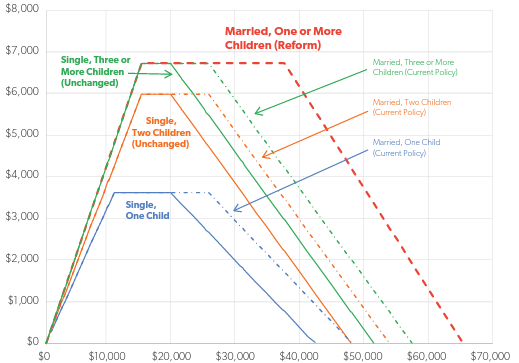 $8,000
$7,000
$6,000
$5,000
$4,000
$3,000
$2,000
$1,000
$0
Married, One or More
Children (Reform)
Single, Three or
More Children
(Unchanged)
Married, Three or More
Children (Current Policy)
Single,
Two Children
(Unchanged)
Married, Two Children
(Current Policy)
Married, One Child
(Current Policy)
Single,
One Child
$0
$10,000
$20,000
$30,000
$40,000
$50,000
$60,000
$70,000